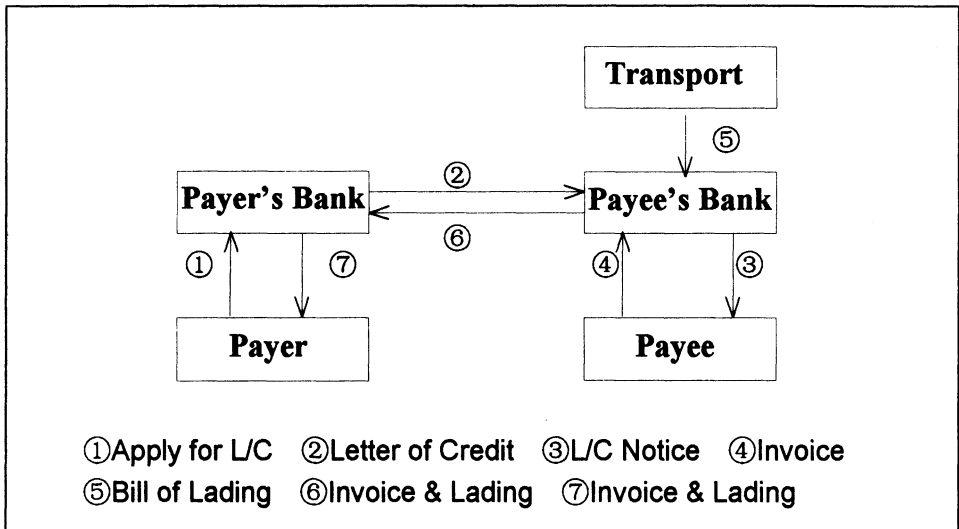 Transport
⑤
Payer's Bank
②
Payee's Bank
⑥
①
⑦
④
③
Payer
Payee
①Apply for L/C ②Letter of Credit ③L/C Notice ④Invoice
⑤Bill of Lading ⑥Invoice & Lading ⑦Invoice & Lading